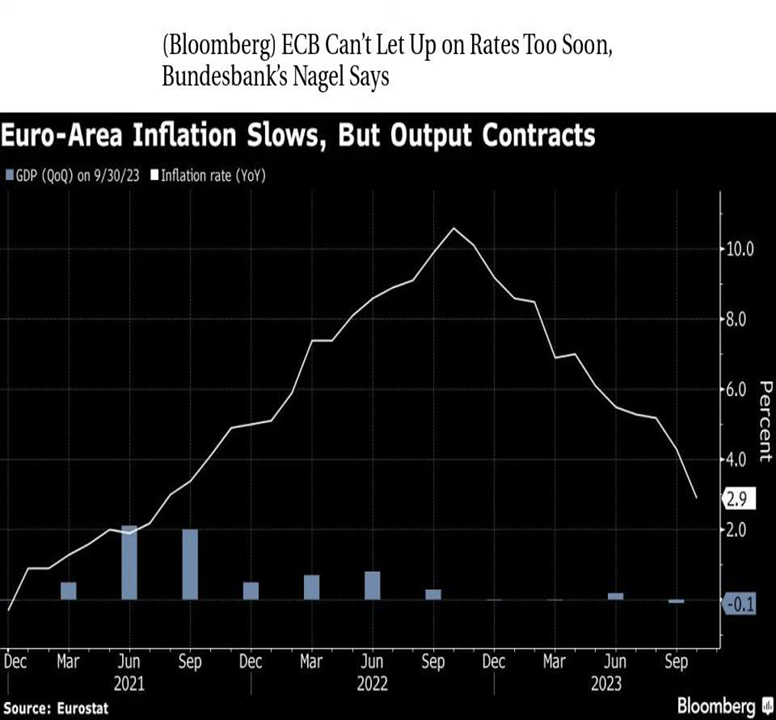 (Bloomberg) ECB Can't Let Up on Rates Too Soon,
Bundesbank's Nagel Says
Euro-Area Inflation Slows, But Output Contracts
GDP (QoQ) on 9/30/23 Inflation rate (YoY)
10.0
8.0
6.0
4.0
2.9
2.0
-0.1
Percent
Dec Mar Jun Sep Dec Mar Jun Sep Dec Mar Jun Sep
2021 2022 2023
Source: Eurostat
Bloomberg